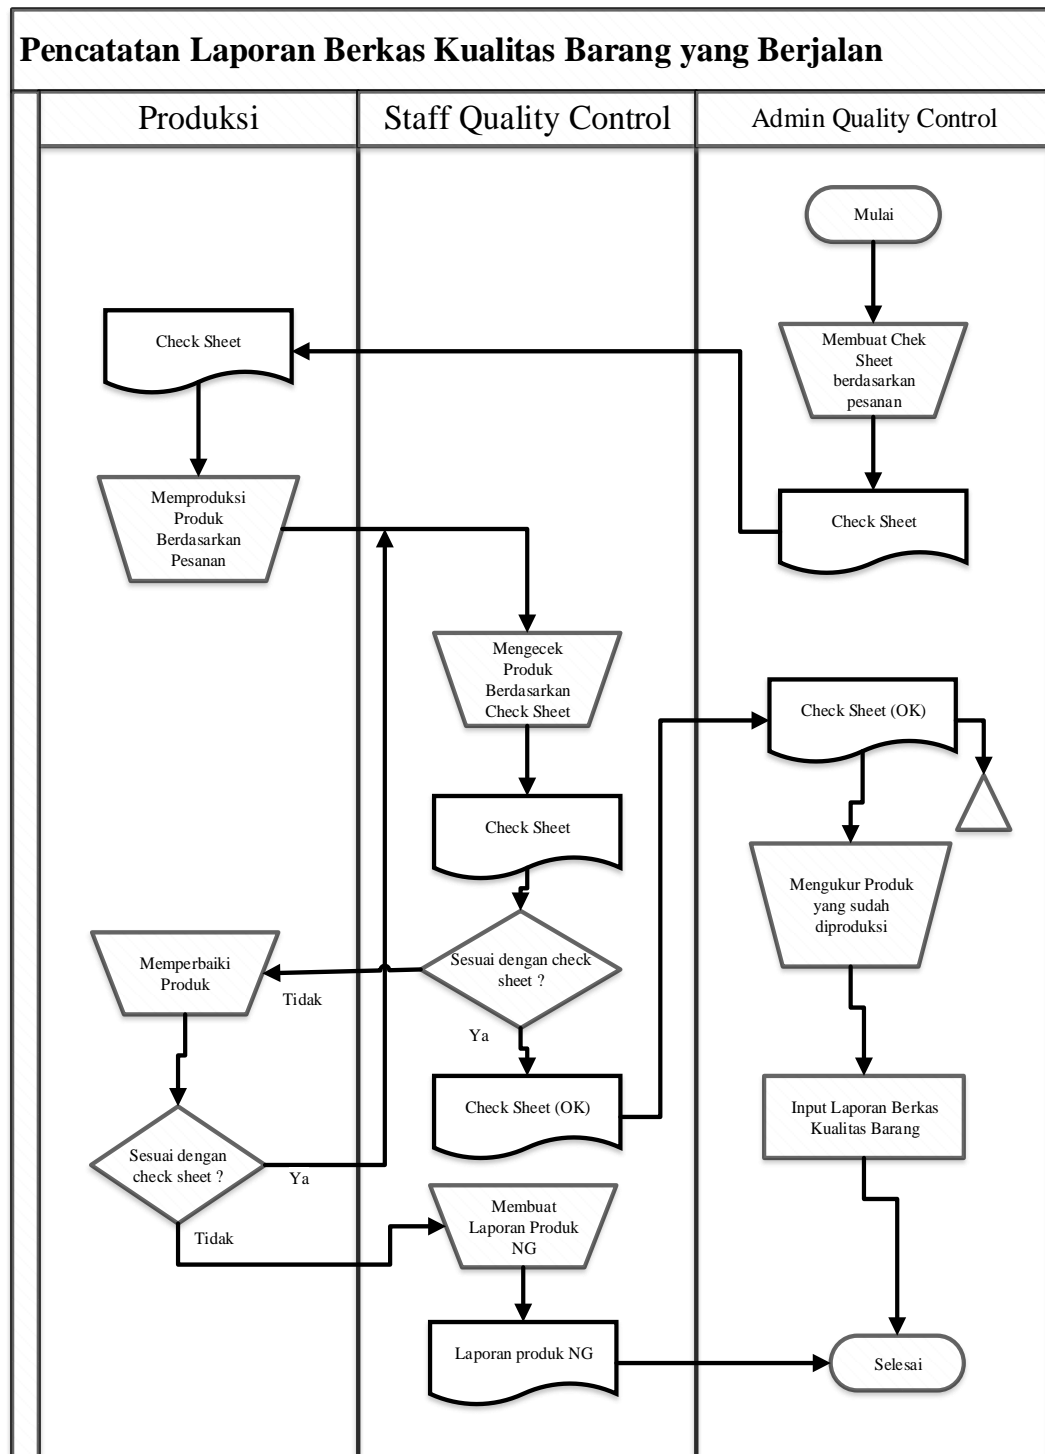 Pencatatan Laporan Berkas Kualitas Barang yang Berjalan
Produksi
Staff Quality Control
Admin Quality Control
Mulai
Membuat Chek
Sheet
berdasarkan
pesanan
Check Sheet
Check Sheet
Memproduksi
Produk
Berdasarkan
Pesanan
Mengecek
Produk
Berdasarkan
Check Sheet
Check Sheet
Sesuai dengan check
sheet ?
Tidak
Ya
Memperbaiki
Produk
Sesuai dengan
check sheet ?
Ya
Tidak
Check Sheet (OK)
Check Sheet (OK)
Mengukur Produk
yang sudah
diproduksi
Input Laporan Berkas
Kualitas Barang
Membuat
Laporan Produk
NG
Laporan produk NG
Selesai